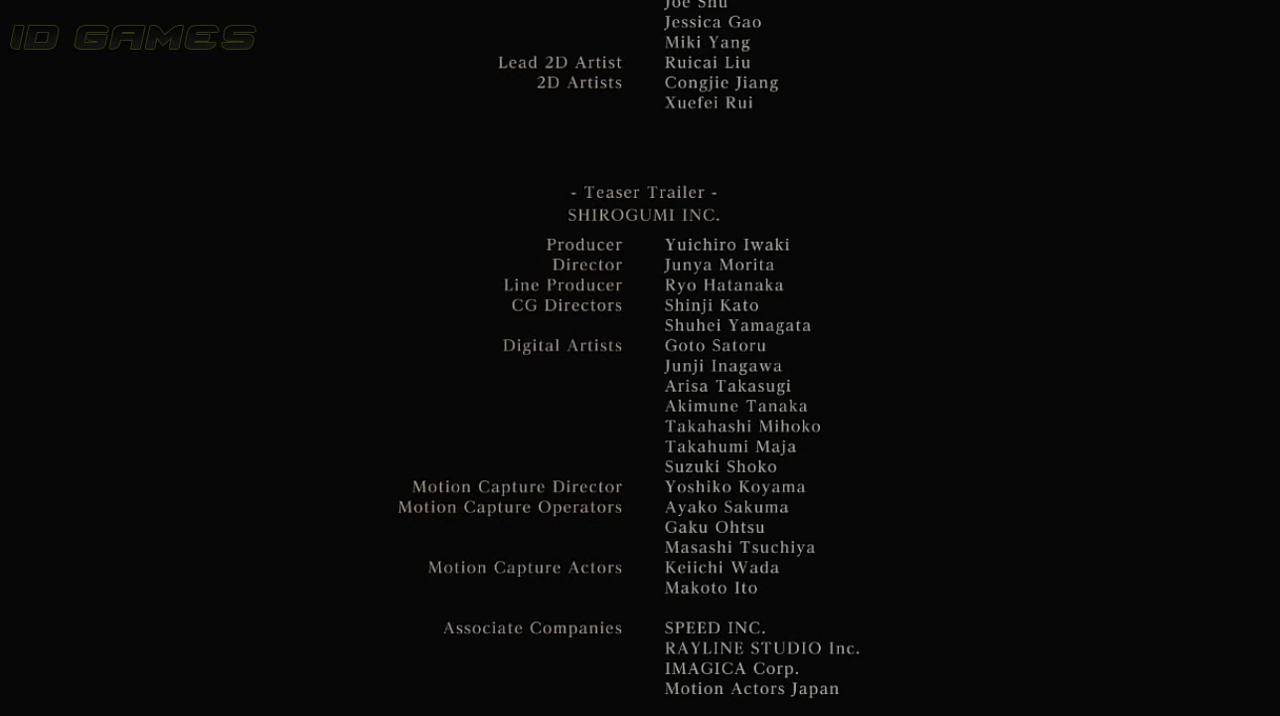 ID GAMES
Joe Shu
Jessica Gao
Miki Yang
Lead 2D Artist Ruicai Liu
2D Artists Congjie Jiang
Xuefei Rui
- Teaser Trailer -
SHIROGUMI INC.
Producer Yuichiro Iwaki
Director Junya Morita
Line Producer Ryo Hatanaka
CG Directors Shinji Kato
Shuhei Yamagata
Digital Artists Goto Satoru
Junji Inagawa
Arisa Takasugi
Akimune Tanaka
Takahashi Mihoko
Takahumi Maja
Suzuki Shoko
Motion Capture Director Yoshiko Koyama
Motion Capture Operators Ayako Sakuma
Gaku Ohtsu
Masashi Tsuchiya
Motion Capture Actors Keiichi Wada
Makoto Ito
Associate Companies SPEED INC.
RAYLINE STUDIO Inc.
IMAGICA Corp.
Motion Actors Japan